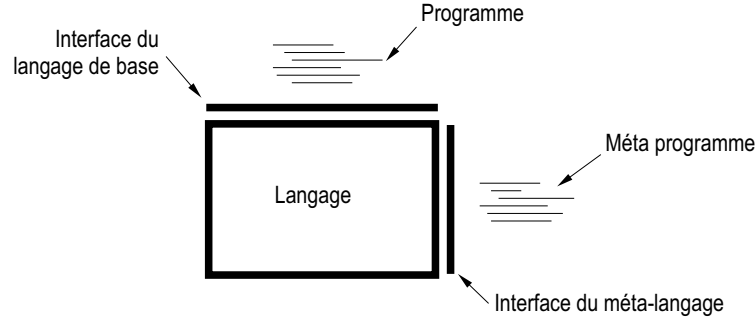 Programme
Interface du
langage de base
Méta programme
Langage
Interface du méta-langage